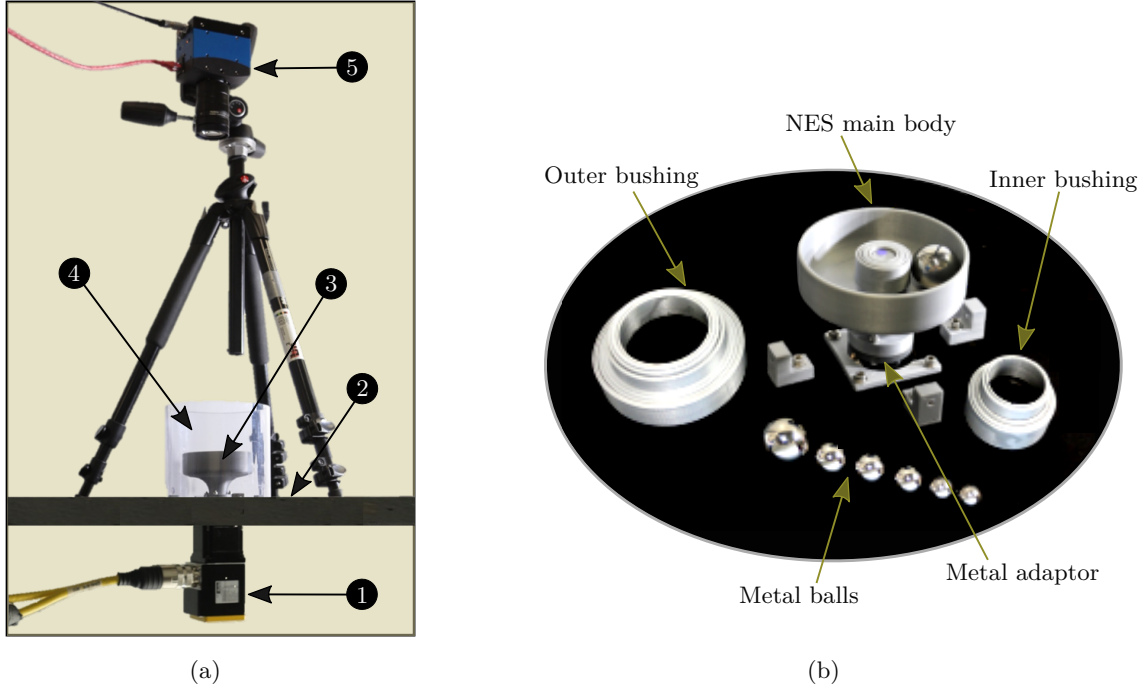 5
4
3
2
1
(a)
NES main body
Outer bushing
Inner bushing
Metal adaptor
Metal balls
(b)